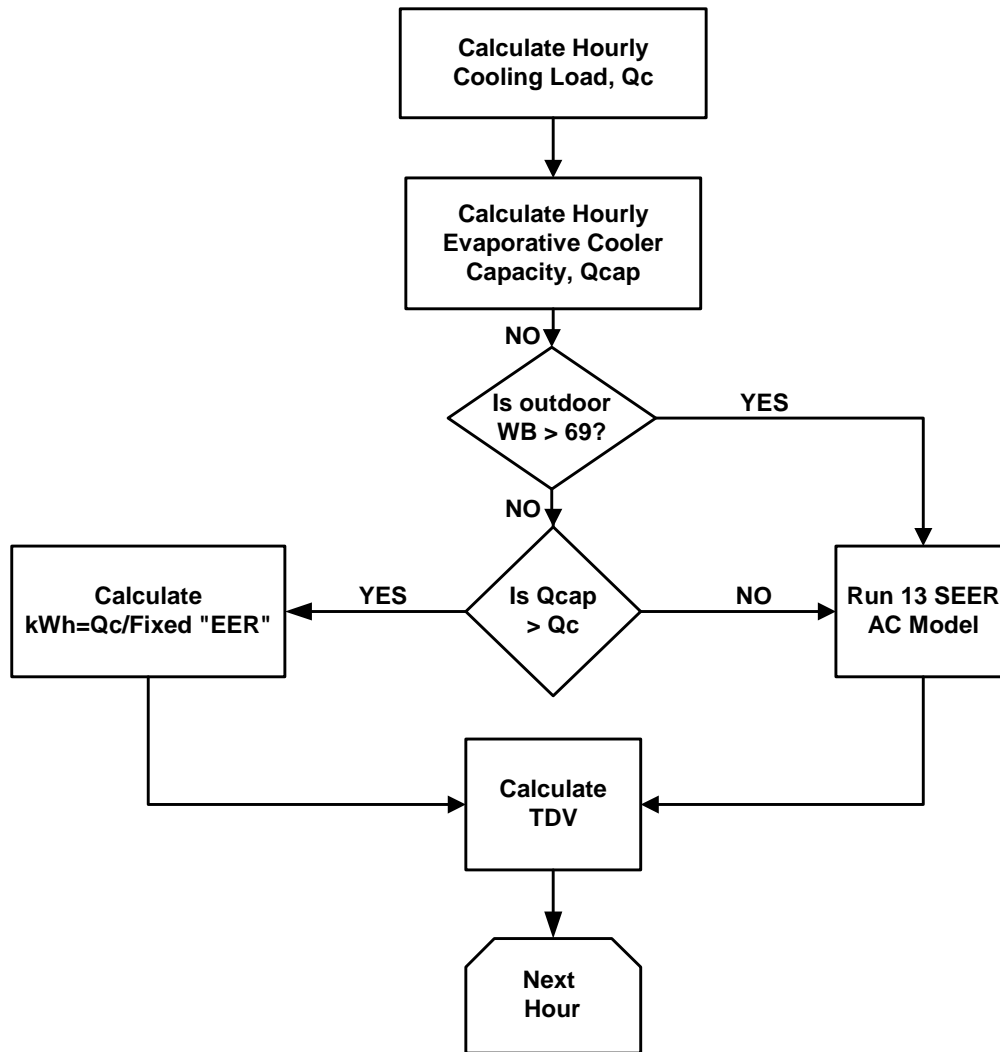 Calculate Hourly
Cooling Load, Qc
Calculate Hourly
Evaporative Cooler
Capacity, Qcap
NO
Is outdoor
WB > 69?
YES
NO
Calculate
kWh=Qc/Fixed "EER"
YES
Is Qcap
> Qc
NO
Run 13 SEER
AC Model
Calculate
TDV
Next
Hour